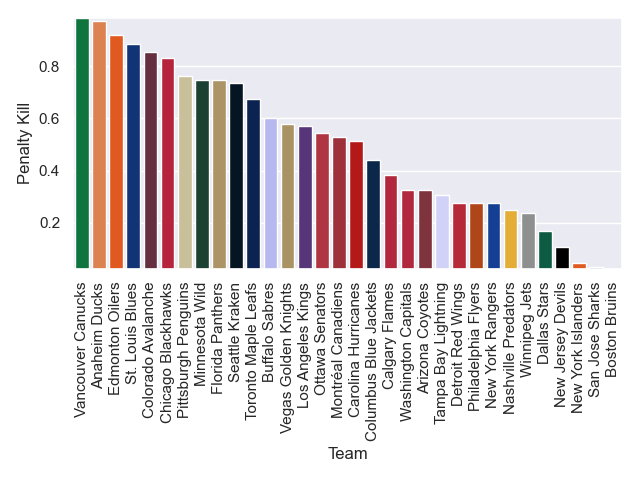 0.8
0.6
0.4
0.2
Penalty Kill
Vancouver Canucks
Anaheim Ducks
Edmonton Oilers
St. Louis Blues
Colorado Avalanche
Chicago Blackhawks
Pittsburgh Penguins
Minnesota Wild
Florida Panthers
Seattle Kraken
Toronto Maple Leafs
Buffalo Sabres
Vegas Golden Knights
Los Angeles Kings
Ottawa Senators
Montréal Canadiens
Carolina Hurricanes
Columbus Blue Jackets
Calgary Flames
Washington Capitals
Arizona Coyotes
Tampa Bay Lightning
Detroit Red Wings
Philadelphia Flyers
New York Rangers
Nashville Predators
Winnipeg Jets
Dallas Stars
New Jersey Devils
New York Islanders
San Jose Sharks
Boston Bruins
Team